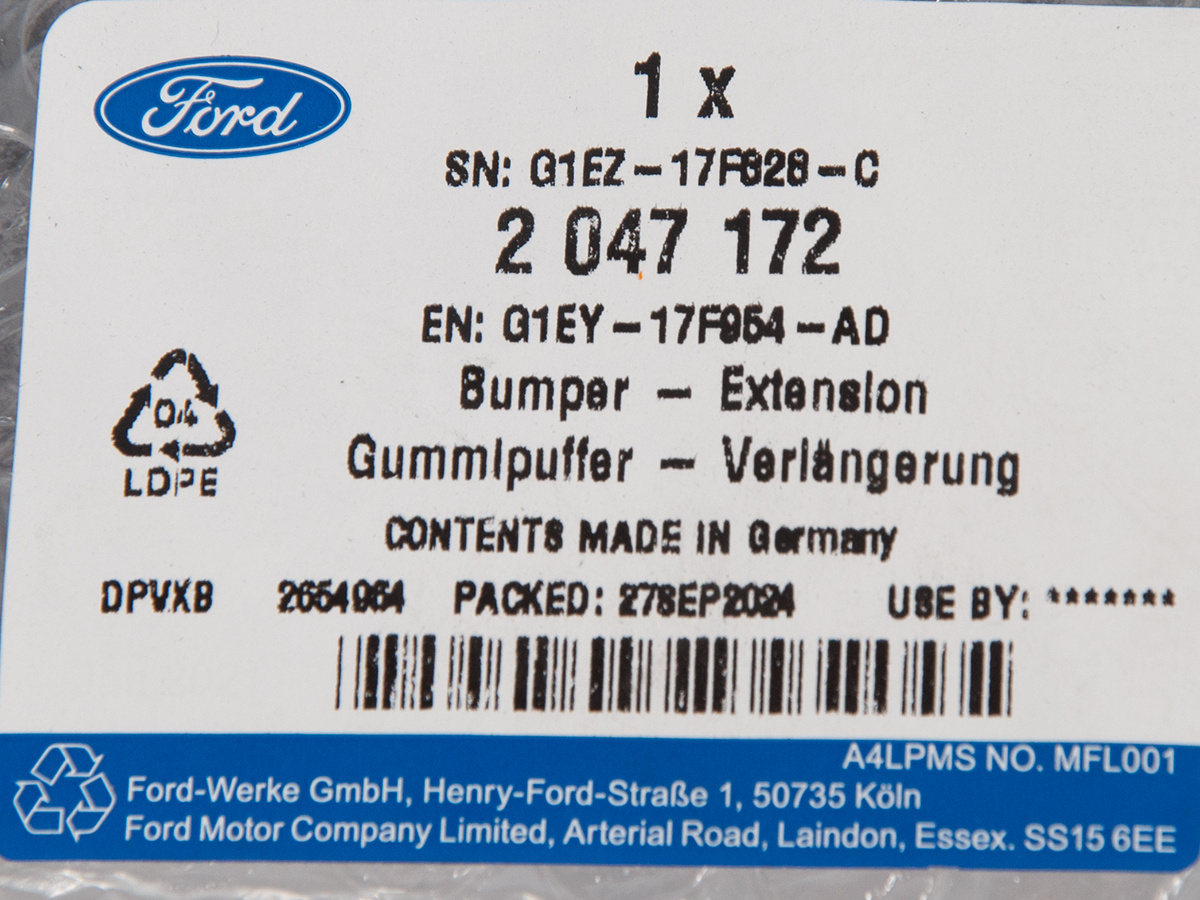 Ford
1 x
SN: G1EZ-17F828-C
2 047 172
EN: G1EY-17F954-AD
Bumper - Extension
Gummipuffer - Verlängerung
04
LDPE
CONTENTS MADE IN Germany
DPVXB 2654964 PACKED: 27SEP2024 USE BY: *******
A4LPMS NO. MFL001
Ford-Werke GmbH, Henry-Ford-Straße 1, 50735 Köln
Ford Motor Company Limited, Arterial Road, Laindon, Essex. SS15 6EE